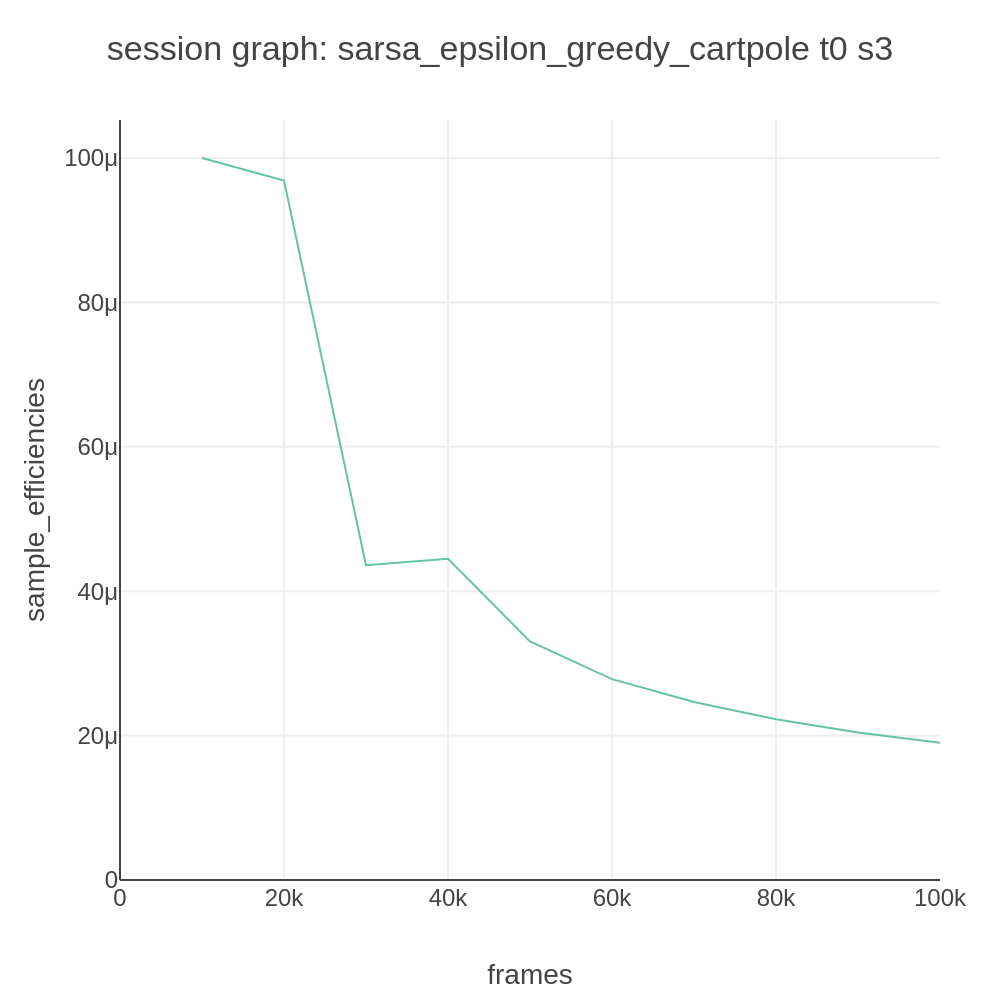 session graph: sarsa_epsilon_greedy_cartpole t0 s3
100μ
80μ
60μ
40μ
20μ
0
sample_efficiencies
0
20k
40k
60k
80k
100k
frames